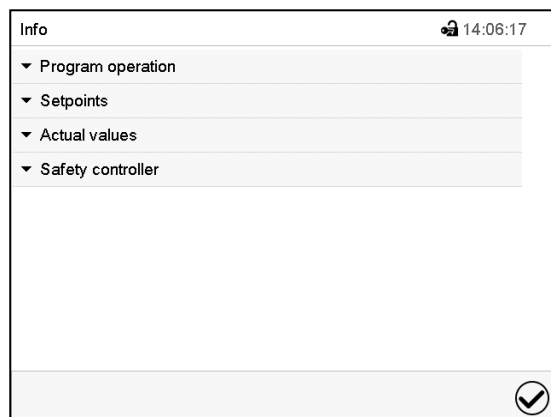 Info 14:06:17
Program operation
Setpoints
Actual values
Safety controller